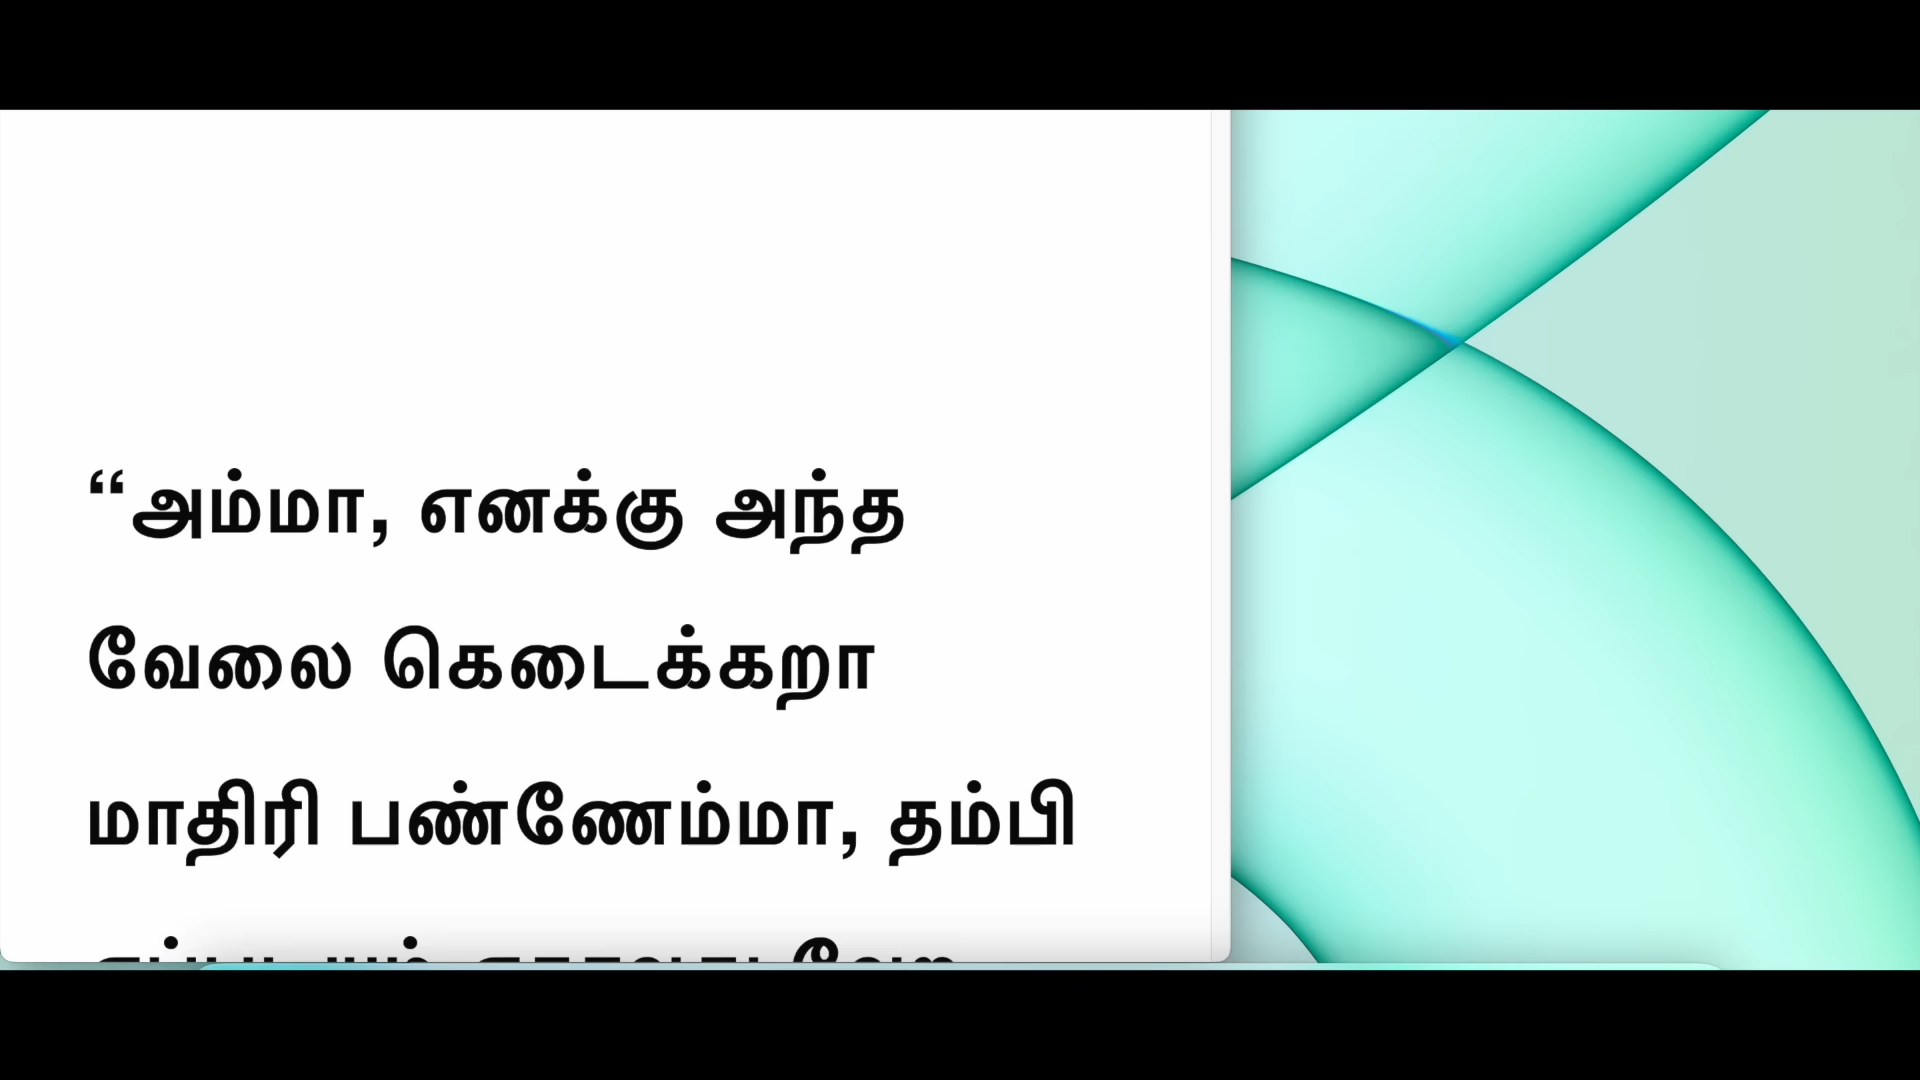 “அம்மா, எனக்கு அந்த
வேலை கெடைக்கறா
மாதிரி பண்ணேம்மா, தம்பி